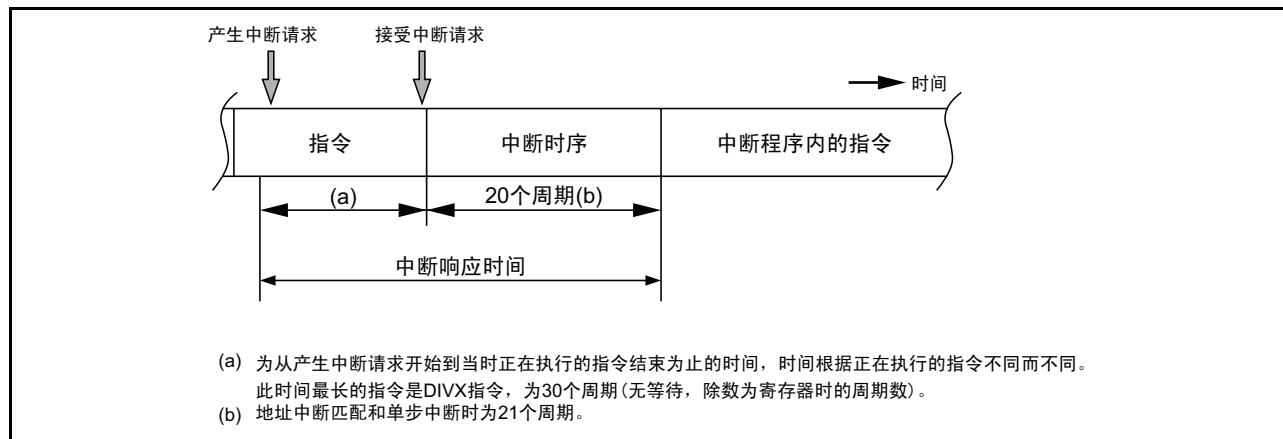 产生中断请求
接受中断请求
时间
指令
中断时序
中断程序内的指令
(a)
20个周期(b)
中断响应时间
(a) 为从产生中断请求开始到当时正在执行的指令结束为止的时间，时间根据正在执行的指令不同而不同。
此时间最长的指令是DIVX指令，为30个周期(无等待，除数为寄存器时的周期数)。
(b) 地址中断匹配和单步中断时为21个周期。